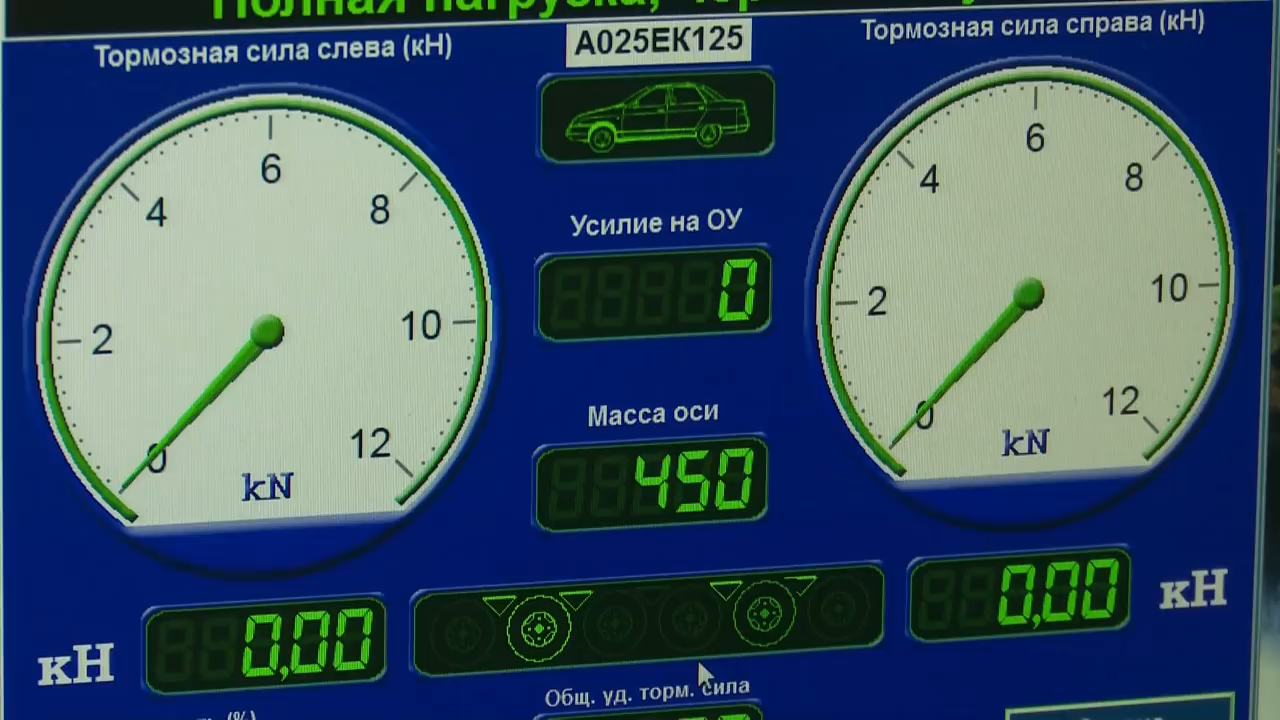 Полная нагрузка,
Тормозная сила слева (кН)
А025ЕК125
Тормозная сила справа (кН)
0
2
4
6
8
10
12
kN
Усилие на ОУ
0
Масса оси
450
0
2
4
6
8
10
12
kN
кН
0,00
0,00
кН
Общ. уд. торм. сила
(%)